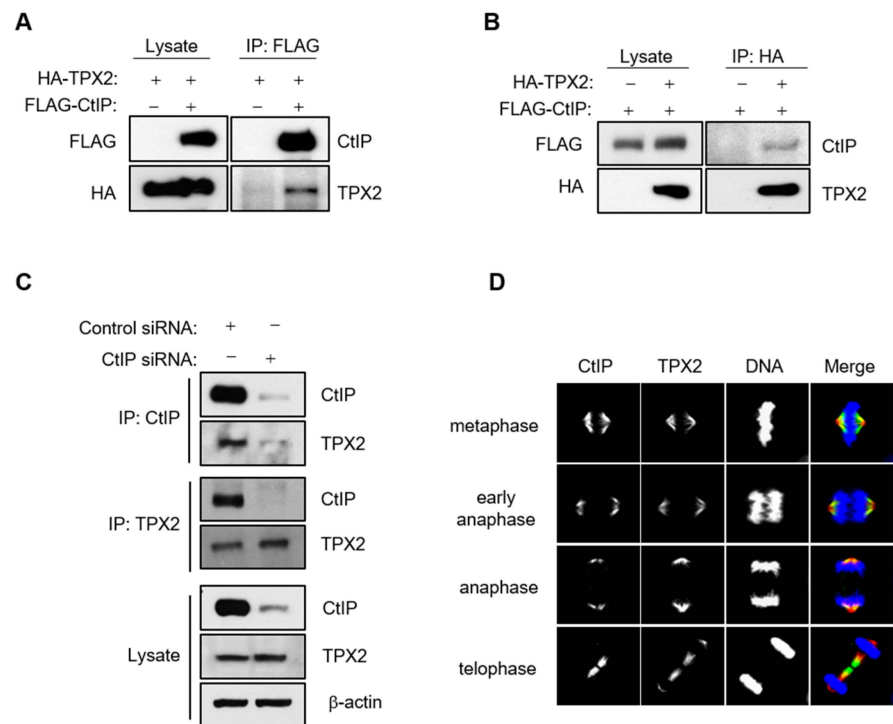 A
Lysate IP: FLAG
HA-TPX2: + + + +
FLAG-CtIP: − + − +
FLAG CtIP
HA TPX2
B
Lysate IP: HA
HA-TPX2: − + − +
FLAG-CtIP: + + + +
FLAG CtIP
HA TPX2
C
Control siRNA: + −
CtIP siRNA: − +
IP: CtIP
CtIP
TPX2
IP: TPX2
CtIP
TPX2
Lysate
CtIP
TPX2
β-actin
D
CtIP TPX2 DNA Merge
metaphase
early
anaphase
anaphase
telophase